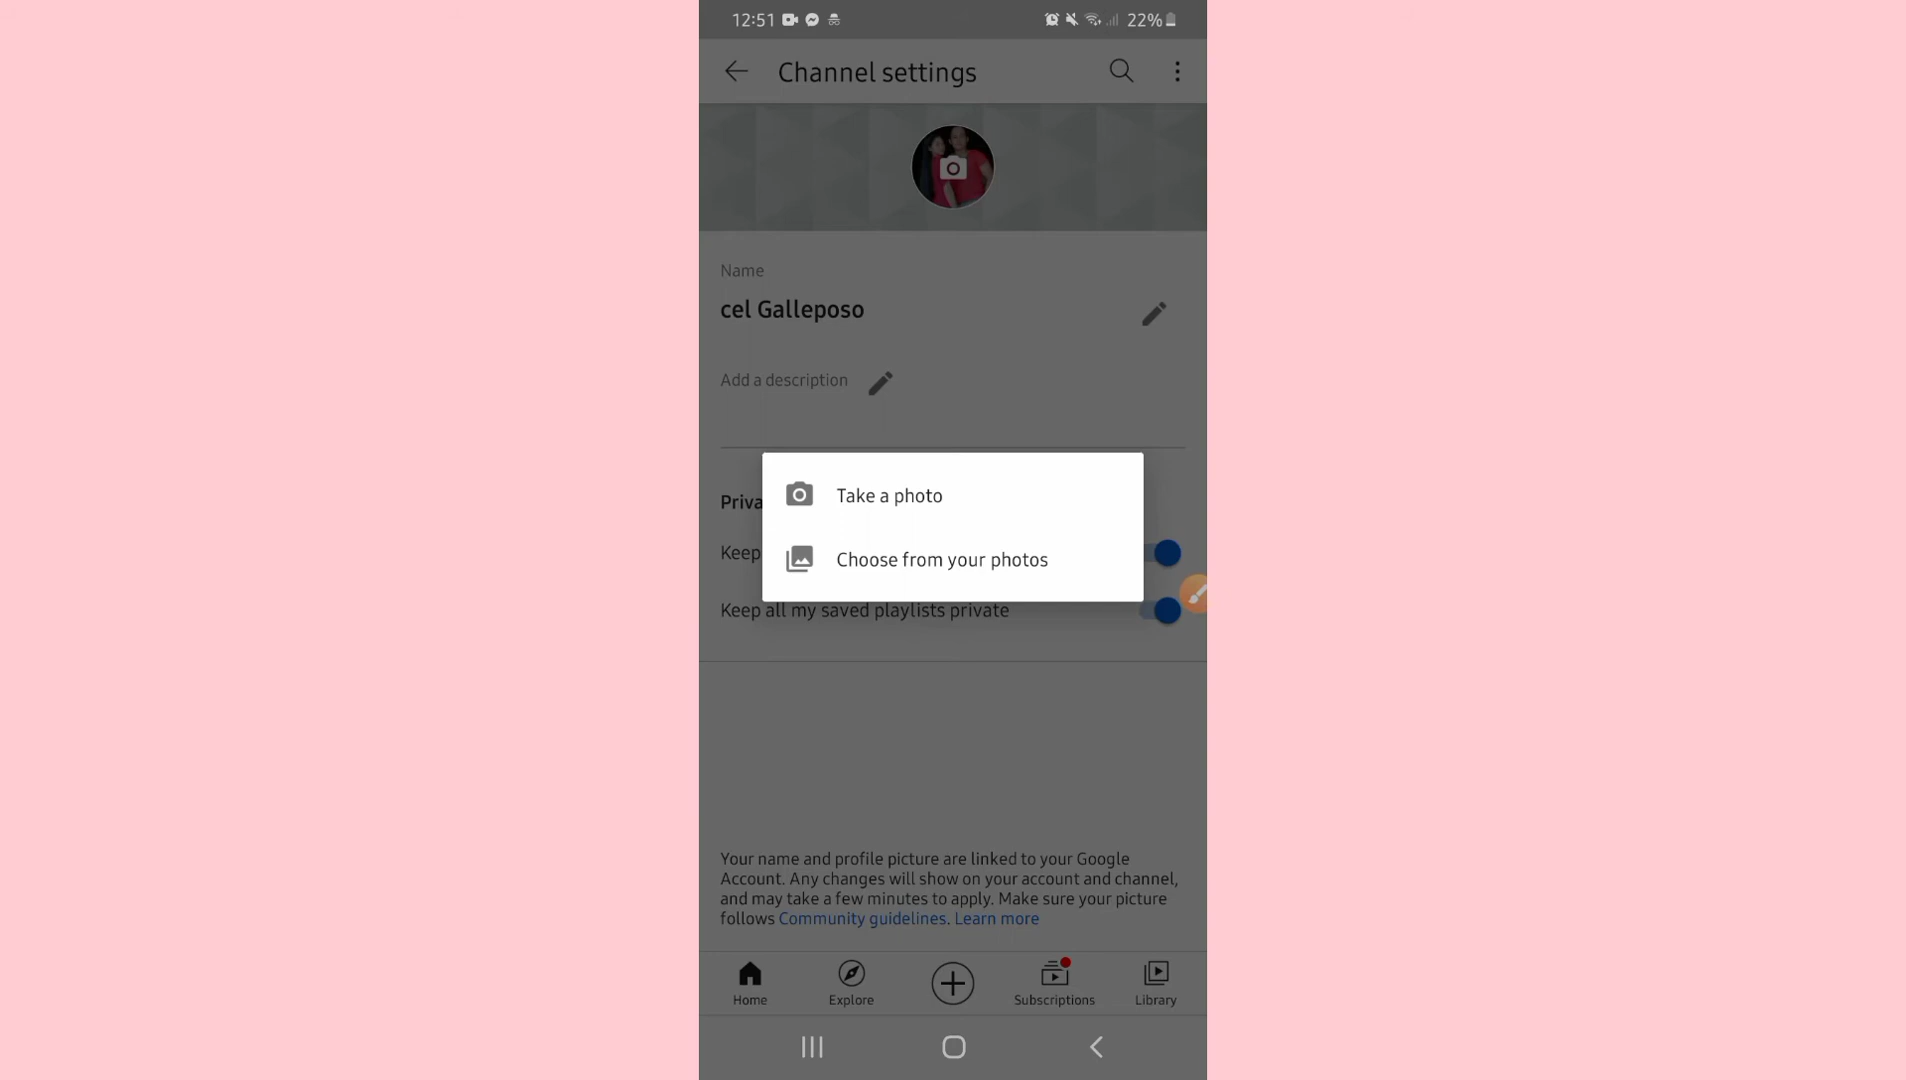 12:51
22%
Channel settings
Name
cel Galleposo
Add a description
Priva
Take a photo
Keep
Choose from your photos
Keep all my saved playlists private
Your name and profile picture are linked to your Google
Account. Any changes will show on your account and channel,
and may take a few minutes to apply. Make sure your picture
follows Community guidelines. Learn more
Home
Explore
Subscriptions
Library